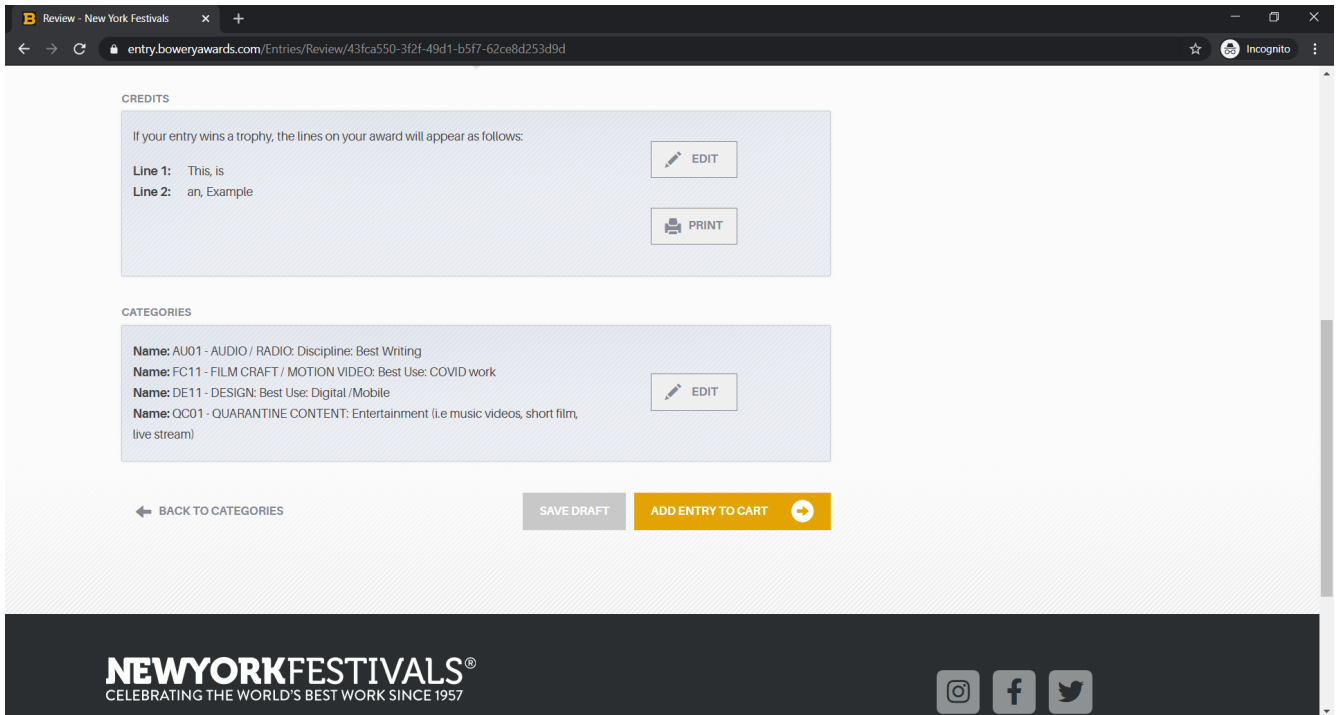 Review - New York Festivals
entry.boweryawards.com/Entries/Review/43fca550-3f2f-49d1-b5f7-62ce8d253d9d
Incognito
CREDITS
If your entry wins a trophy, the lines on your award will appear as follows:
EDIT
Line 1: This, is
Line 2: an, Example
PRINT
CATEGORIES
Name: AU01 - AUDIO / RADIO: Discipline: Best Writing
Name: FC11 - FILM CRAFT / MOTION VIDEO: Best Use: COVID work
Name: DE11 - DESIGN: Best Use: Digital /Mobile
EDIT
Name: QC01 - QUARANTINE CONTENT: Entertainment (i.e music videos, short film,
live stream)
BACK TO CATEGORIES
SAVE DRAFT
ADD ENTRY TO CART
NEWYORKFESTIVALS®
CELEBRATING THE WORLD'S BEST WORK SINCE 1957